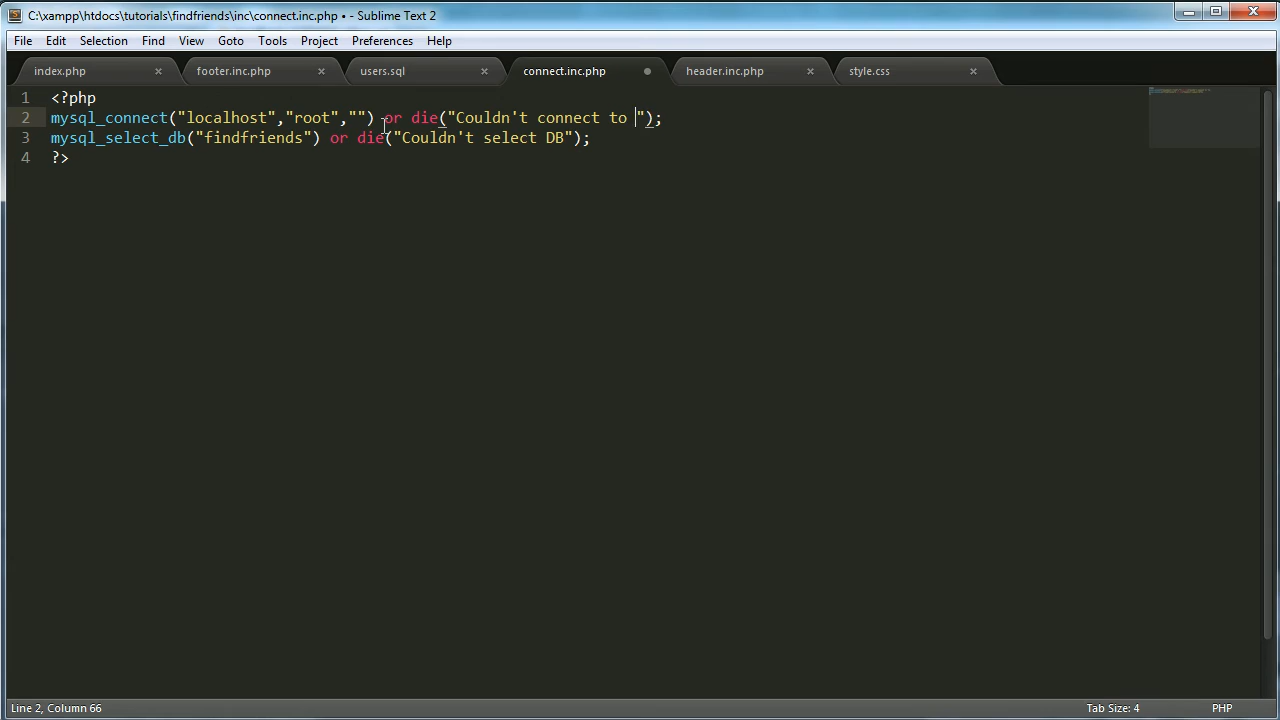 C:\xampp\htdocs\tutorials\findfriends\inc\connect.inc.php • - Sublime Text 2
File Edit Selection Find View Goto Tools Project Preferences Help
index.php footer.inc.php users.sql connect.inc.php header.inc.php style.css
1 <?php
2 mysql_connect("localhost","root","") or die("Couldn't connect to ");
3 mysql_select_db("findfriends") or die("Couldn't select DB");
4 ?>
Line 2, Column 66 Tab Size: 4 PHP